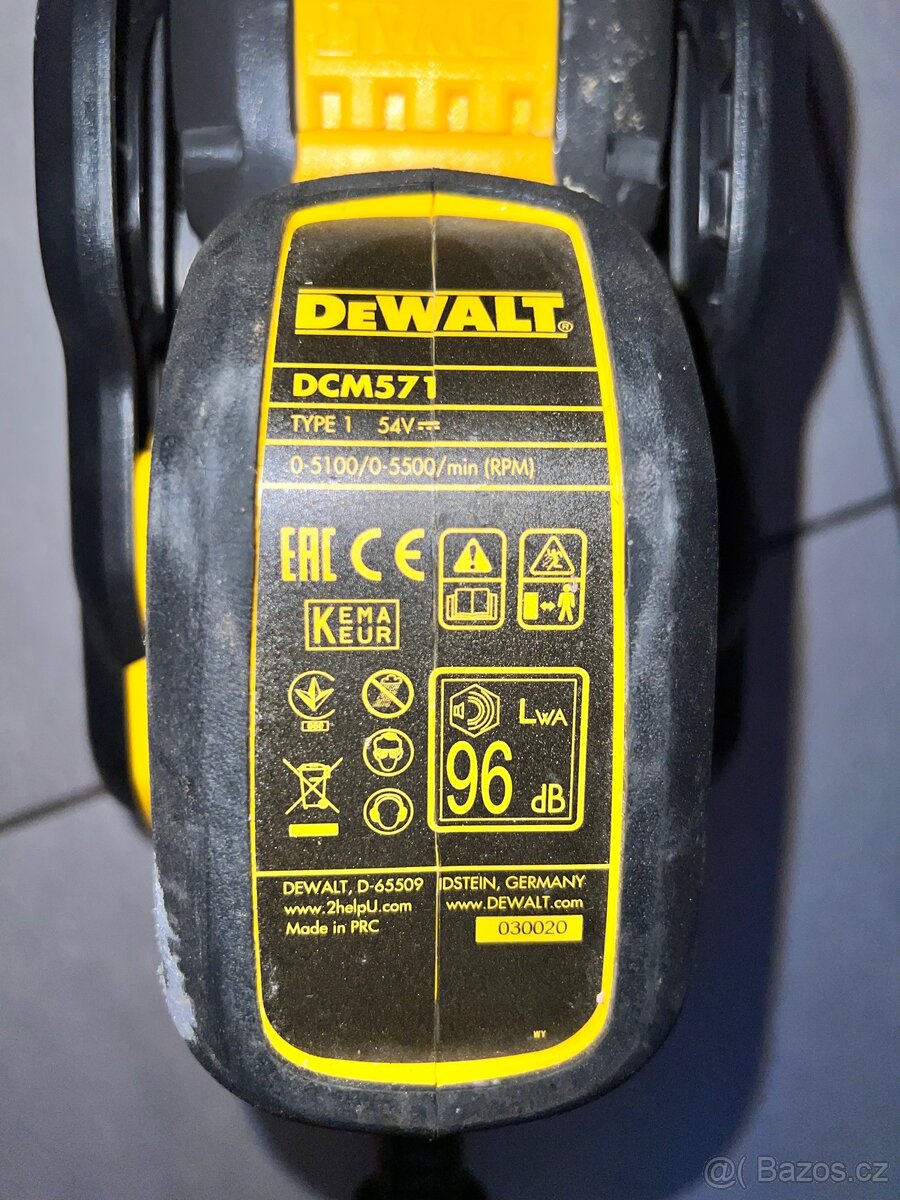 DEWALT®
DCM571
TYPE 1 54V
0-5100/0-5500/min (RPM)
EAC CE
KEMA
KEUR
LWA
96 dB
DEWALT, D-65509 IDSTEIN, GERMANY
www.2helpU.com www.DEWALT.com
Made in PRC 030020
WY
@( Bazos.cz